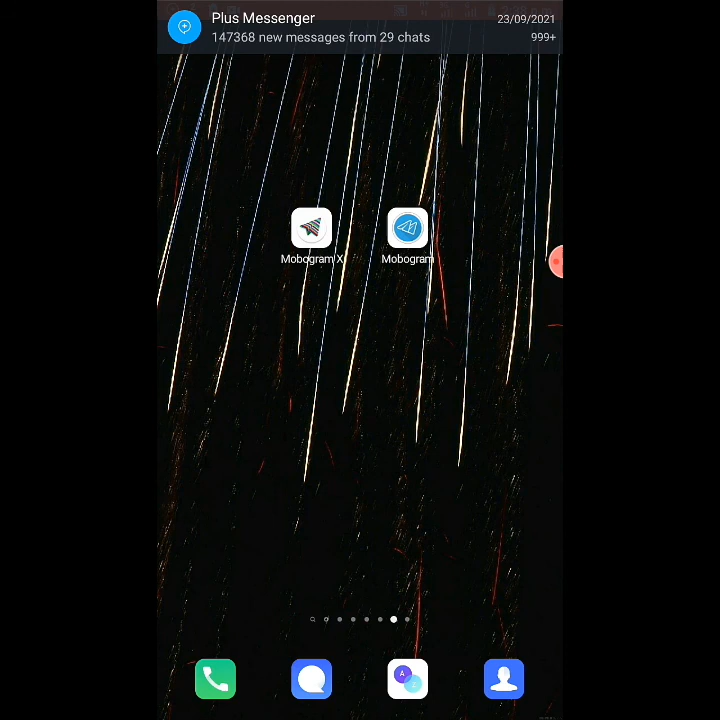 Plus Messenger
23/09/2021
147368 new messages from 29 chats
999+
Mobogram X
Mobogram
A